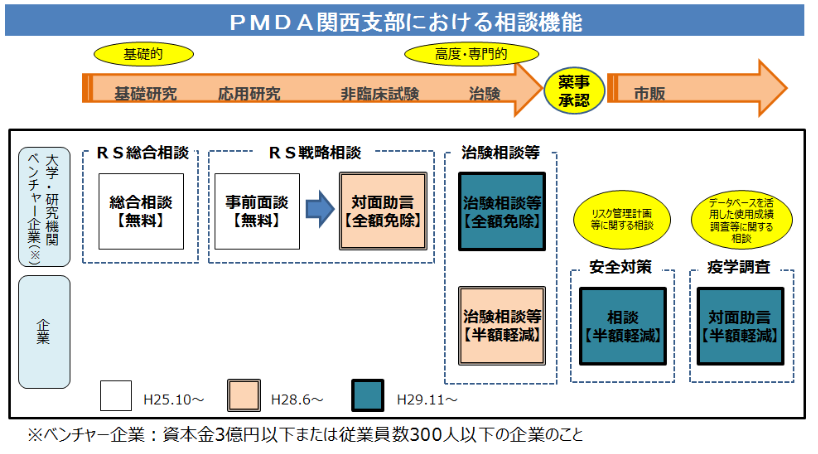 ＰＭＤＡ関西支部における相談機能
基礎的
高度・専門的
基礎研究
応用研究
非臨床試験
治験
薬事
承認
市販
大学・研究機関
ベンチャー企業(※)
ＲＳ総合相談
総合相談
【無料】
ＲＳ戦略相談
事前面談
【無料】
対面助言
【全額免除】
治験相談等
治験相談等
【全額免除】
リスク管理計画
等に関する相談
データベースを活
用した使用成績
調査等に関する
相談
企業
治験相談等
【半額軽減】
安全対策
相談
【半額軽減】
疫学調査
対面助言
【半額軽減】
H25.10～
H28.6～
H29.11～
※ベンチャー企業：資本金3億円以下または従業員数300人以下の企業のこと